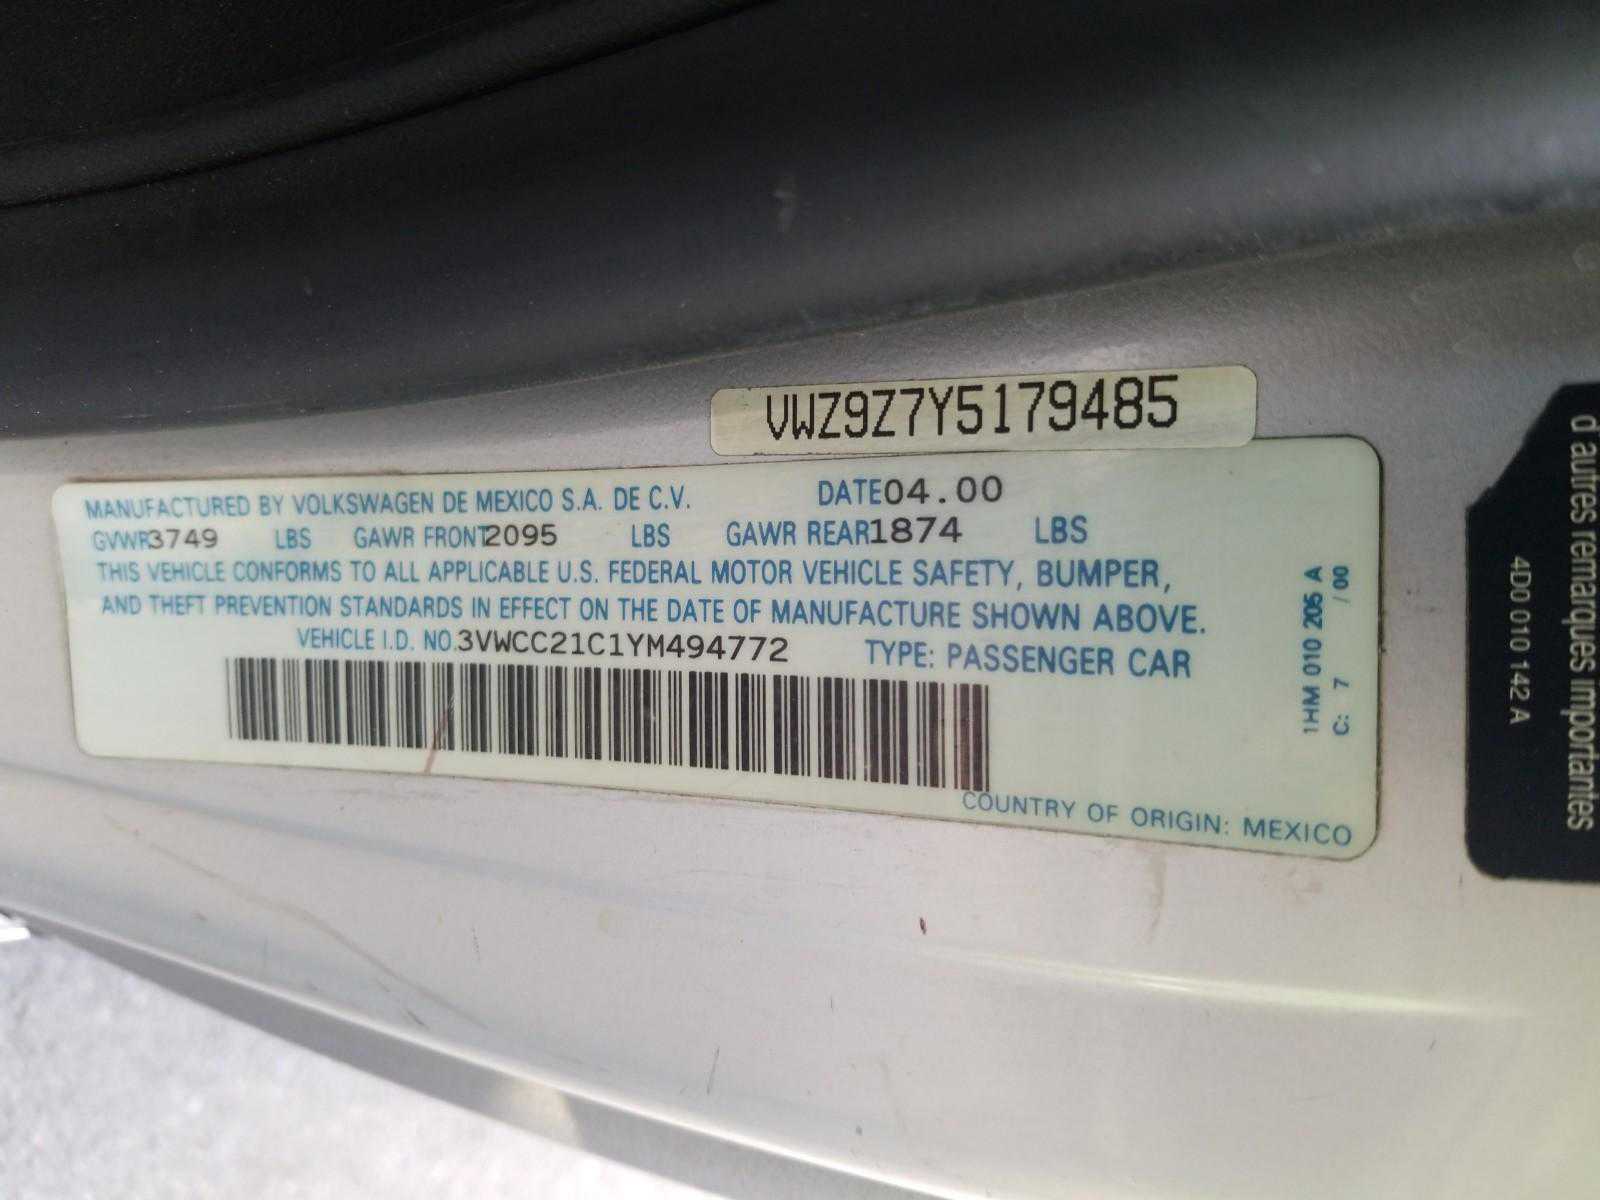 VWZ9Z7Y5179485
MANUFACTURED BY VOLKSWAGEN DE MEXICO S.A. DE C.V. DATE04.00
GVWR3749 LBS GAWR FRONT2095 LBS GAWR REAR1874 LBS
THIS VEHICLE CONFORMS TO ALL APPLICABLE U.S. FEDERAL MOTOR VEHICLE SAFETY, BUMPER,
AND THEFT PREVENTION STANDARDS IN EFFECT ON THE DATE OF MANUFACTURE SHOWN ABOVE.
VEHICLE I.D. NO.3VWCC21C1YM494772 TYPE: PASSENGER CAR
COUNTRY OF ORIGIN: MEXICO
1HM 010 205 A
C: 7 / 00
d autres remarques importantes
4D0 010 142 A